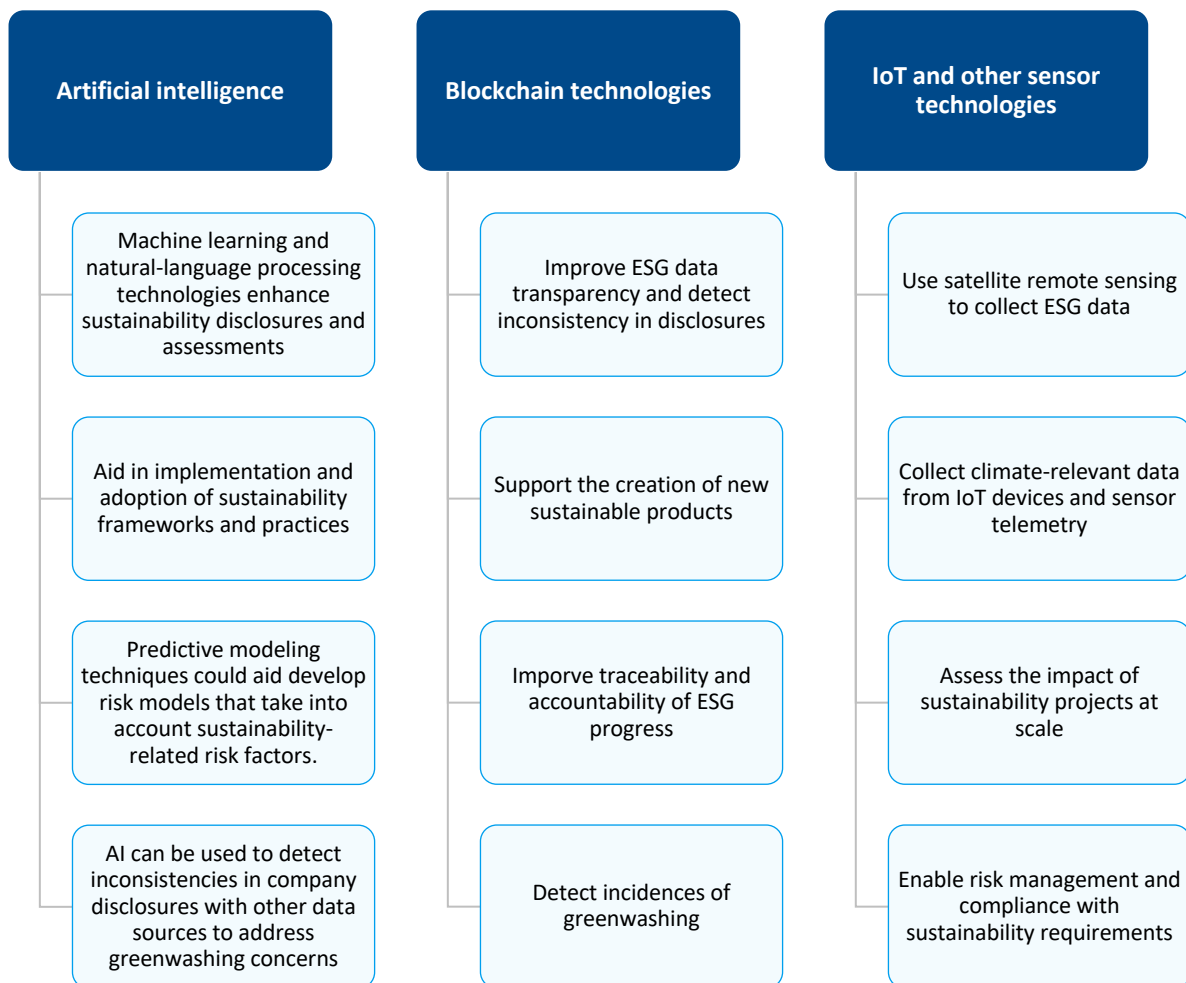 Artificial intelligence
Machine learning and
natural-language processing
technologies enhance
sustainability disclosures and
assessments
Aid in implementation and
adoption of sustainability
frameworks and practices
Predictive modeling
techniques could aid develop
risk models that take into
account sustainability-
related risk factors.
AI can be used to detect
inconsistencies in company
disclosures with other data
sources to address
greenwashing concerns
Blockchain technologies
Improve ESG data
transparency and detect
inconsistency in disclosures
Support the creation of new
sustainable products
Imporve traceability and
accountability of ESG
progress
Detect incidences of
greenwashing
IoT and other sensor
technologies
Use satellite remote sensing
to collect ESG data
Collect climate-relevant data
from IoT devices and sensor
telemetry
Assess the impact of
sustainability projects at
scale
Enable risk management and
compliance with
sustainability requirements